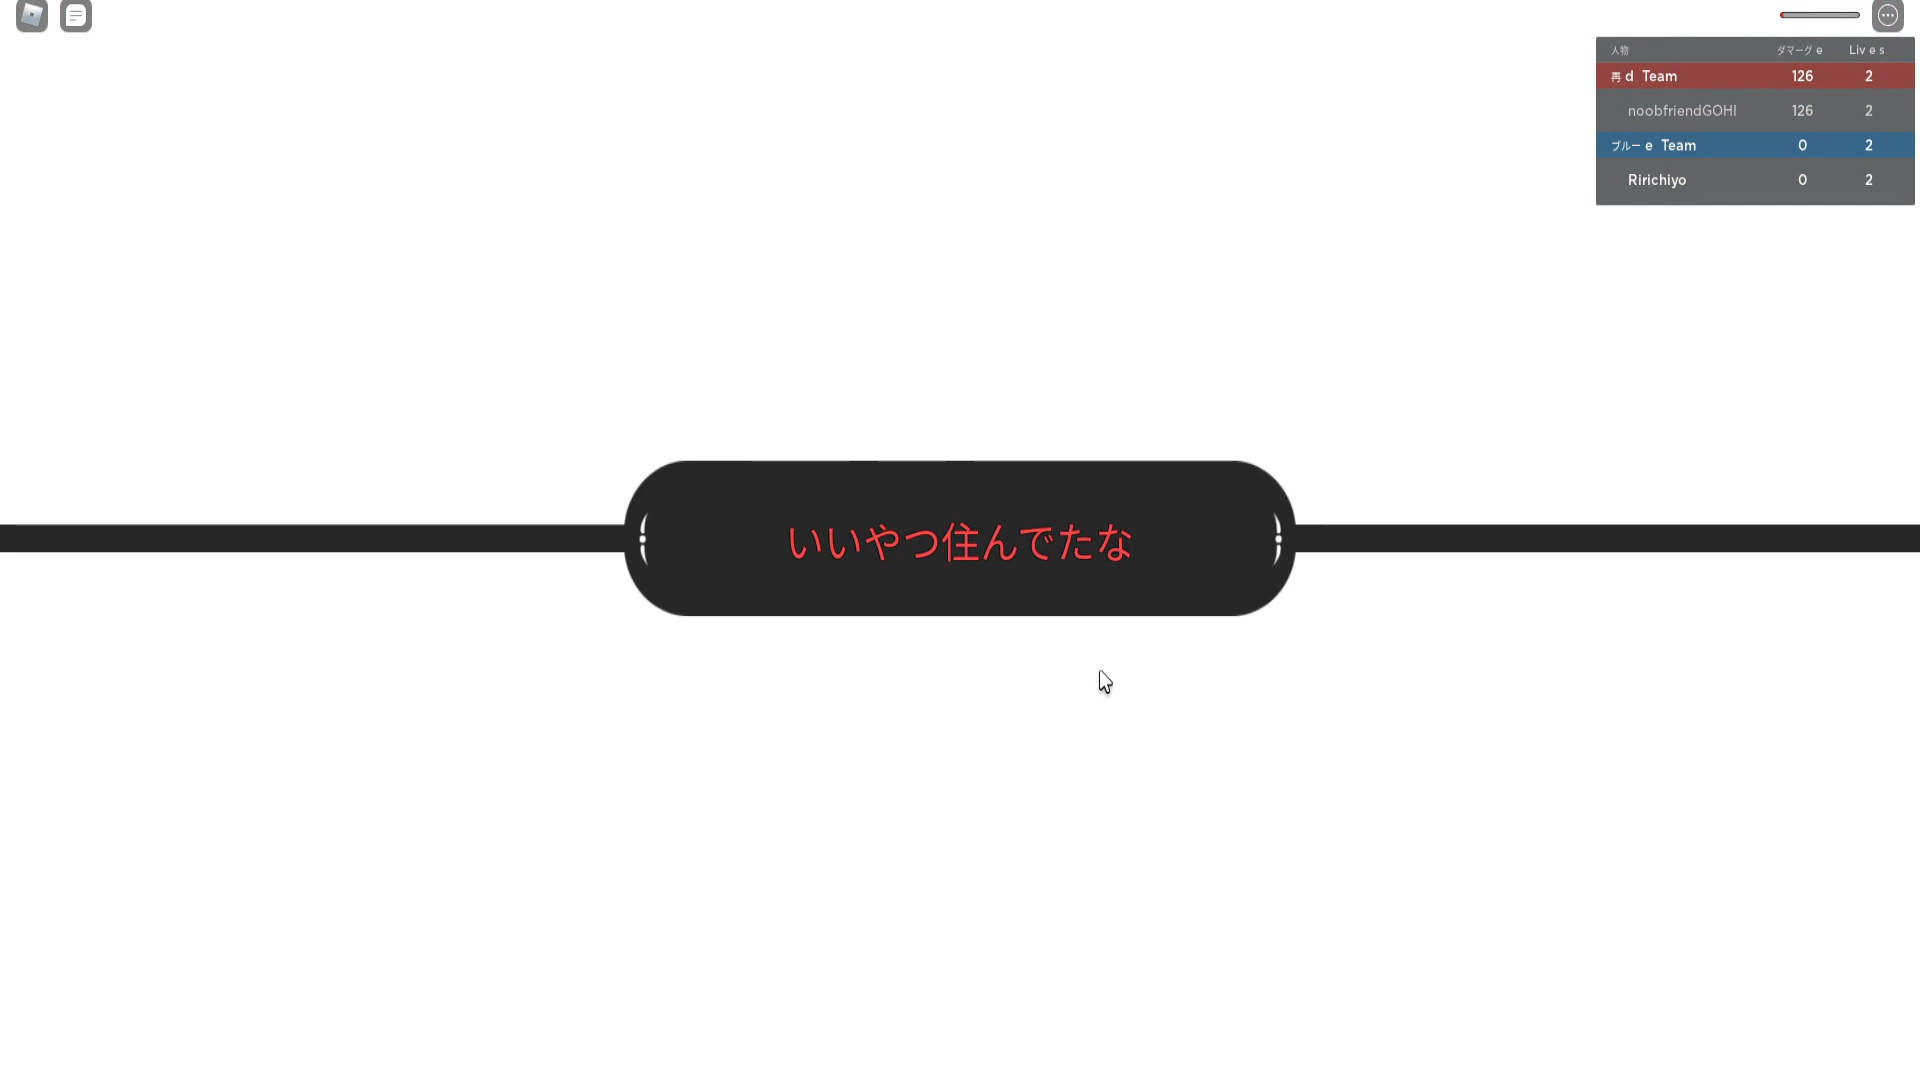 人物 ダマーグ e Liv e s
再 d Team 126 2
noobfriendGOHI 126 2
ブルー e Team 0 2
Ririchiyo 0 2
いいやつ住んでたな